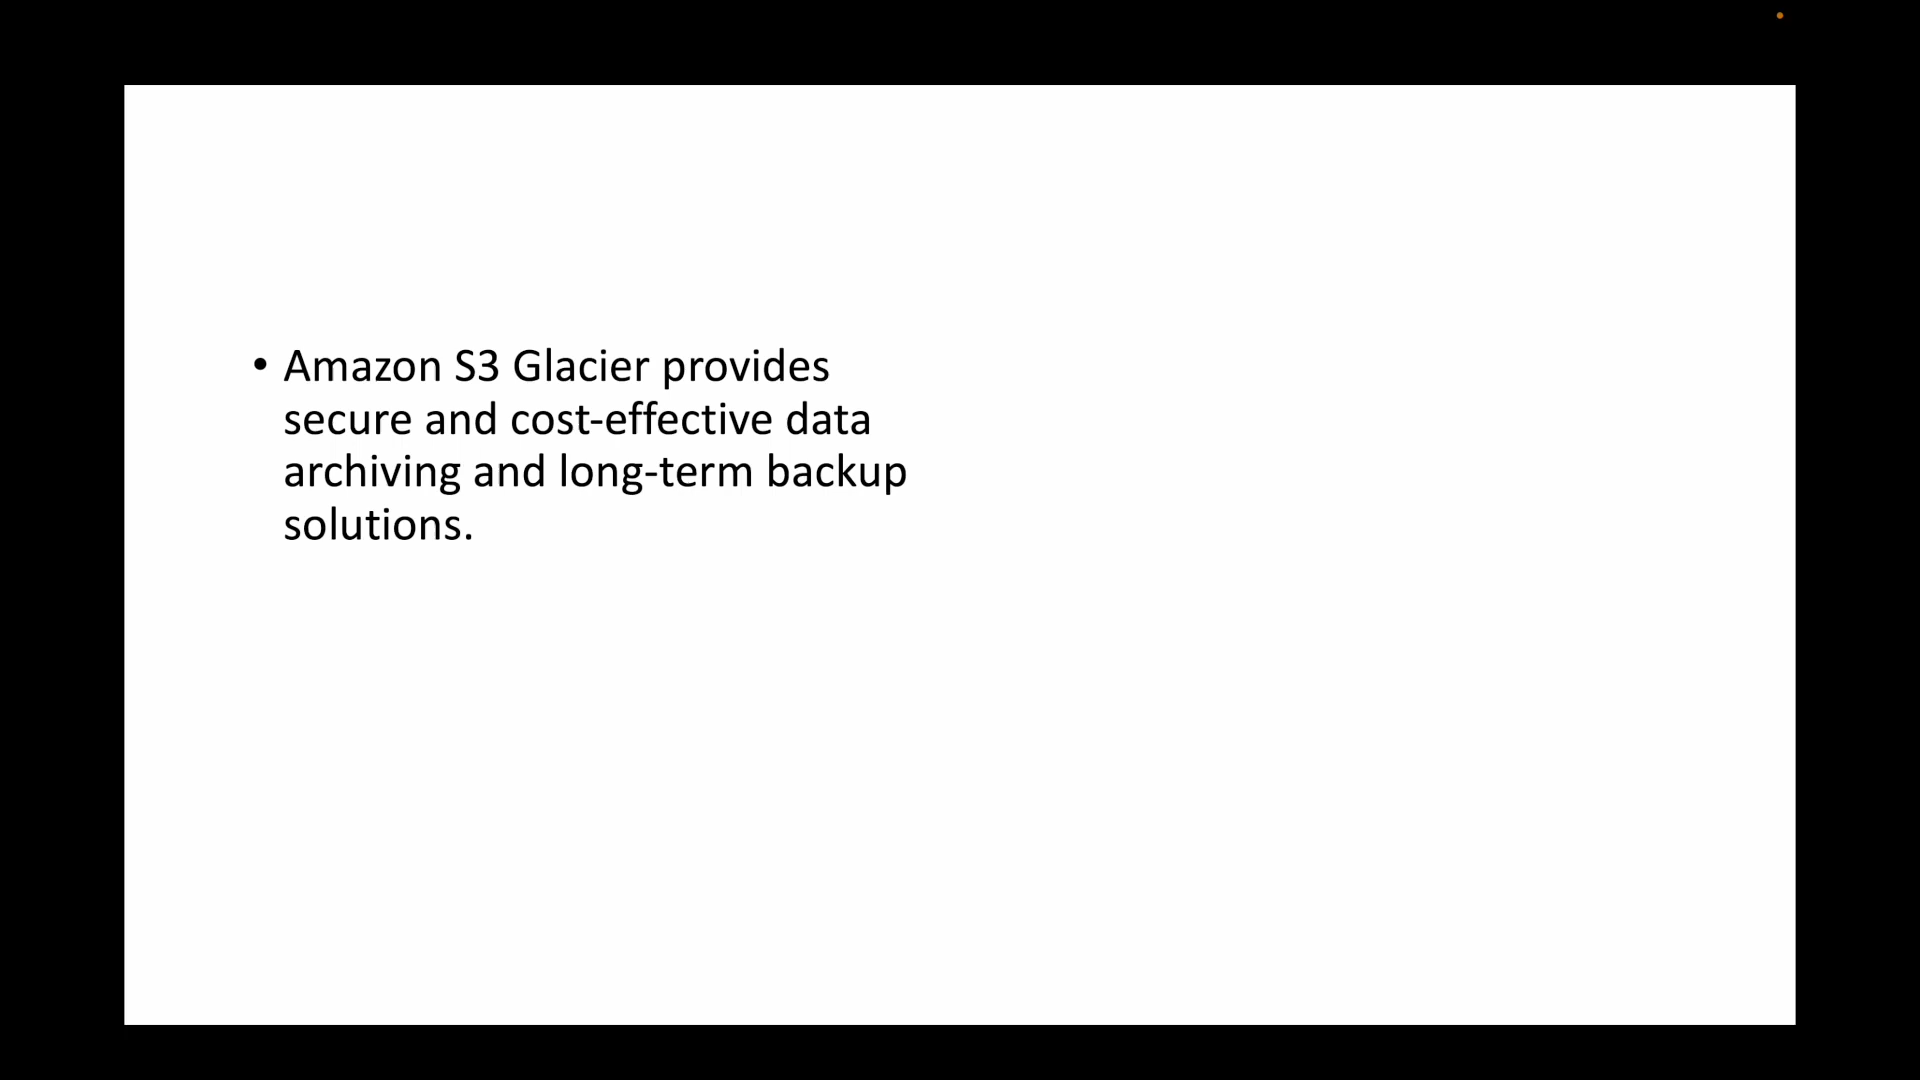 • Amazon S3 Glacier provides
secure and cost-effective data
archiving and long-term backup
solutions.